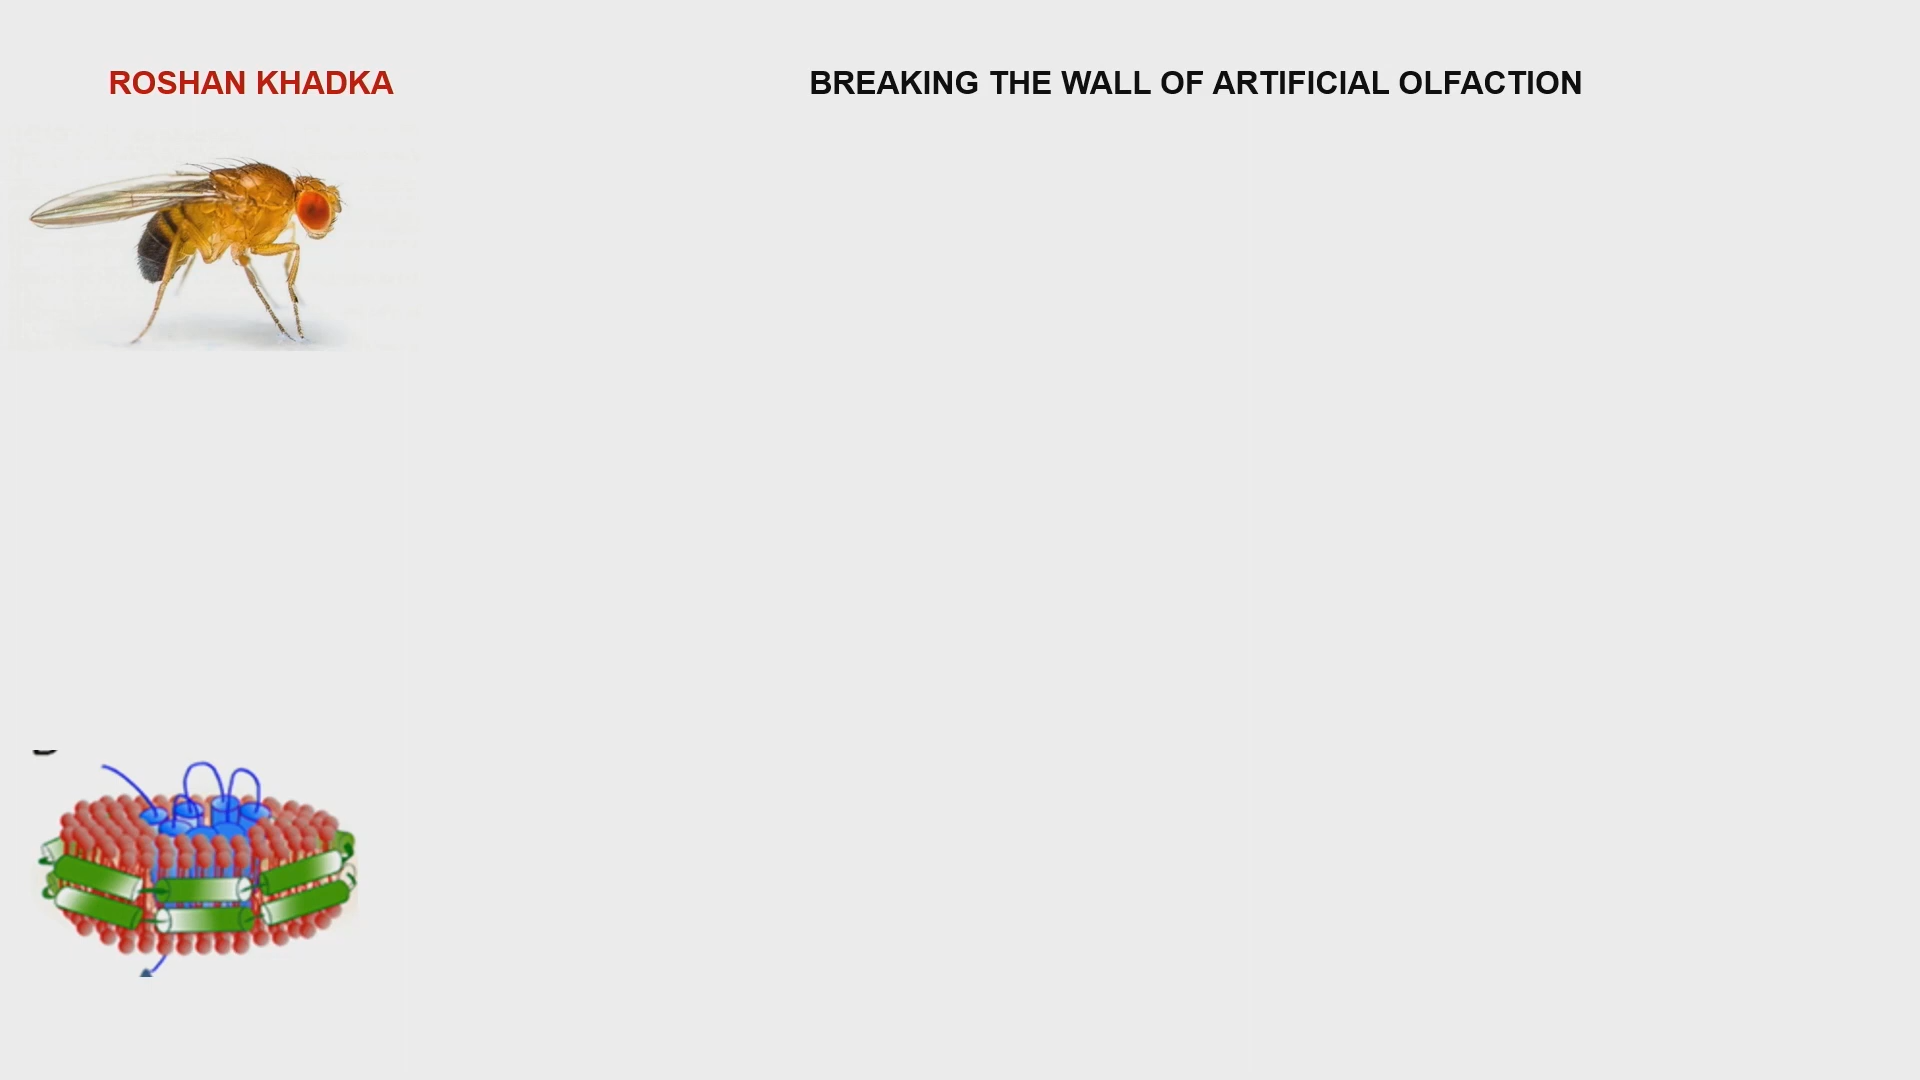 ROSHAN KHADKA
BREAKING THE WALL OF ARTIFICIAL OLFACTION